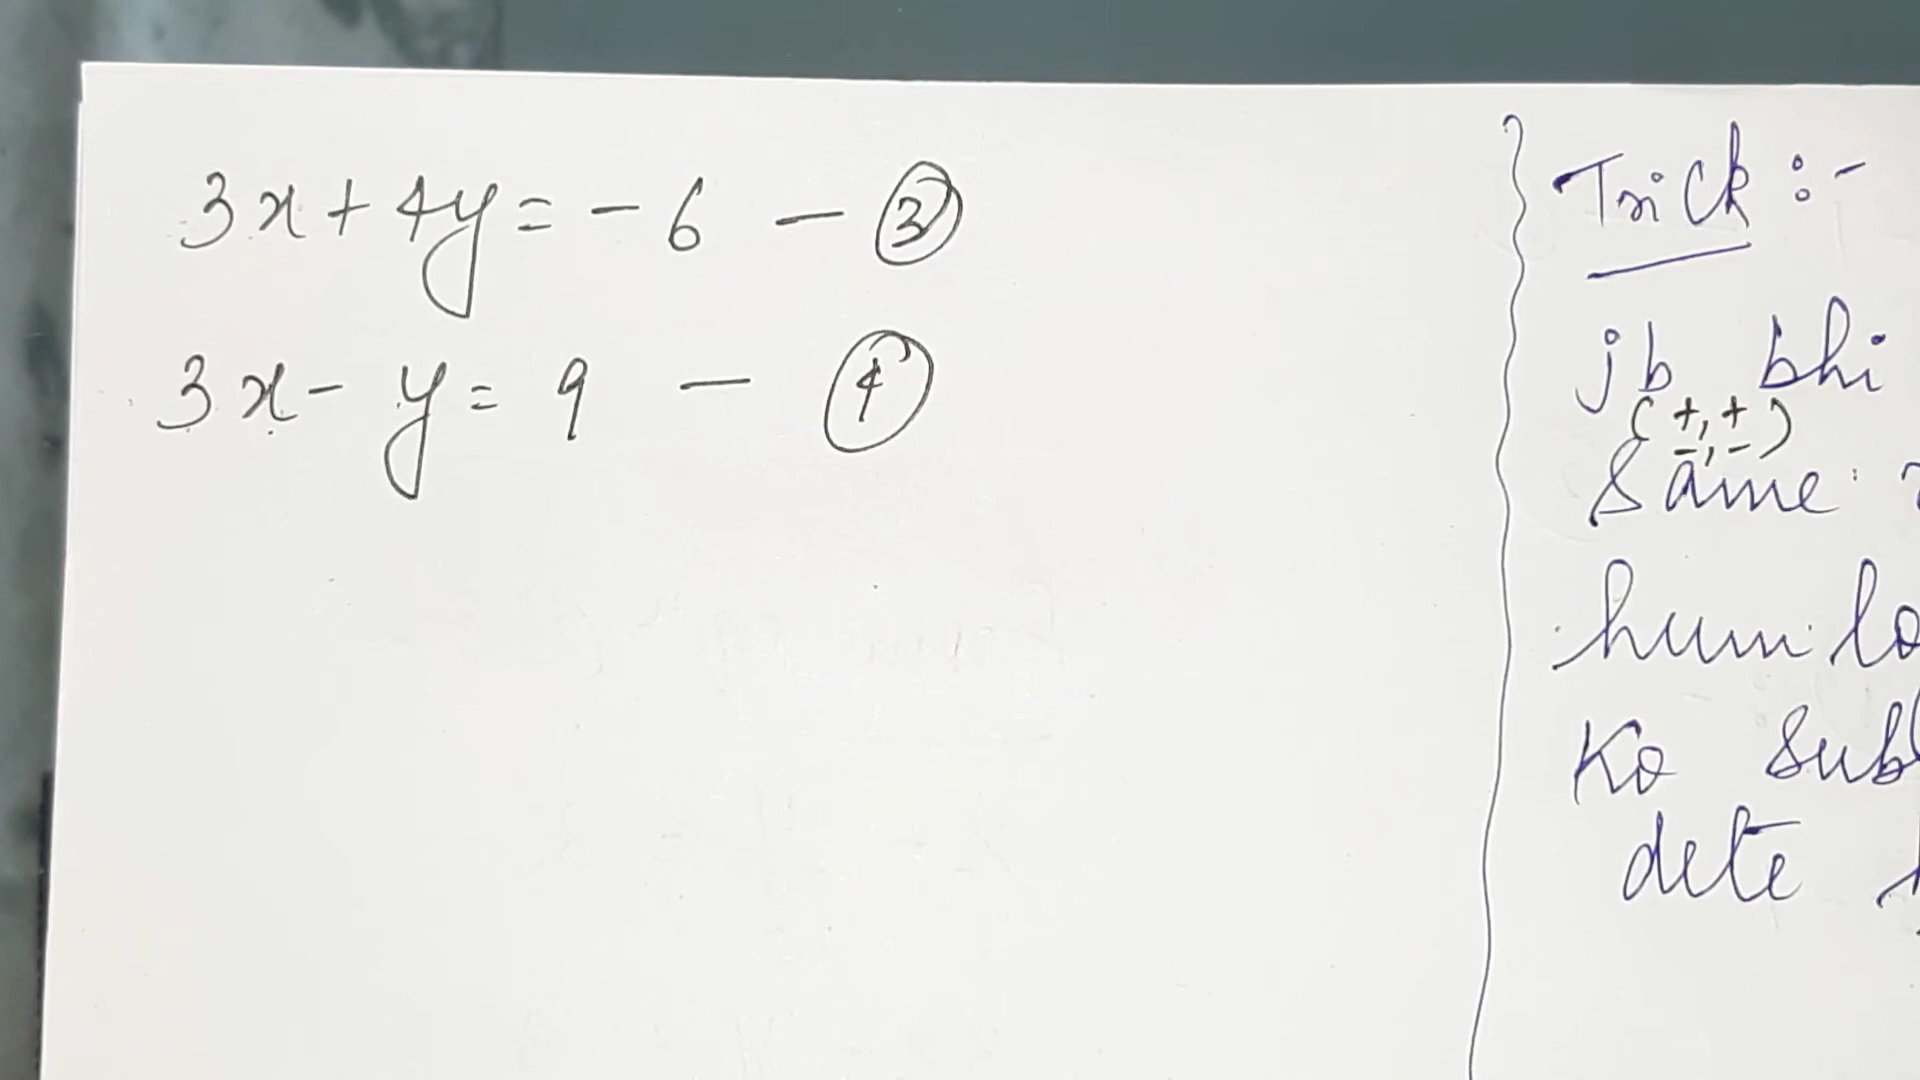 3x + 4y = - 6 - ③
3x - y = 9 - ④
Trick :-
jb bhi
(+,+
-,-)
same
hum
Ko
dete